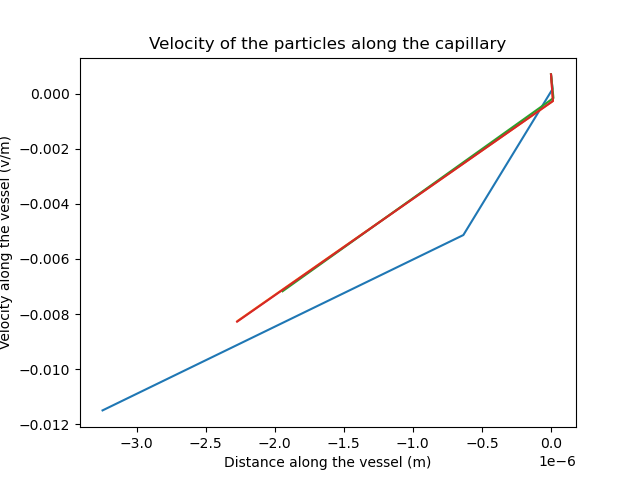 Velocity of the particles along the capillary
0.000
−0.002
−0.004
−0.006
−0.008
−0.010
−0.012
Velocity along the vessel (v/m)
−3.0 −2.5 −2.0 −1.5 −1.0 −0.5 0.0
1e−6
Distance along the vessel (m)